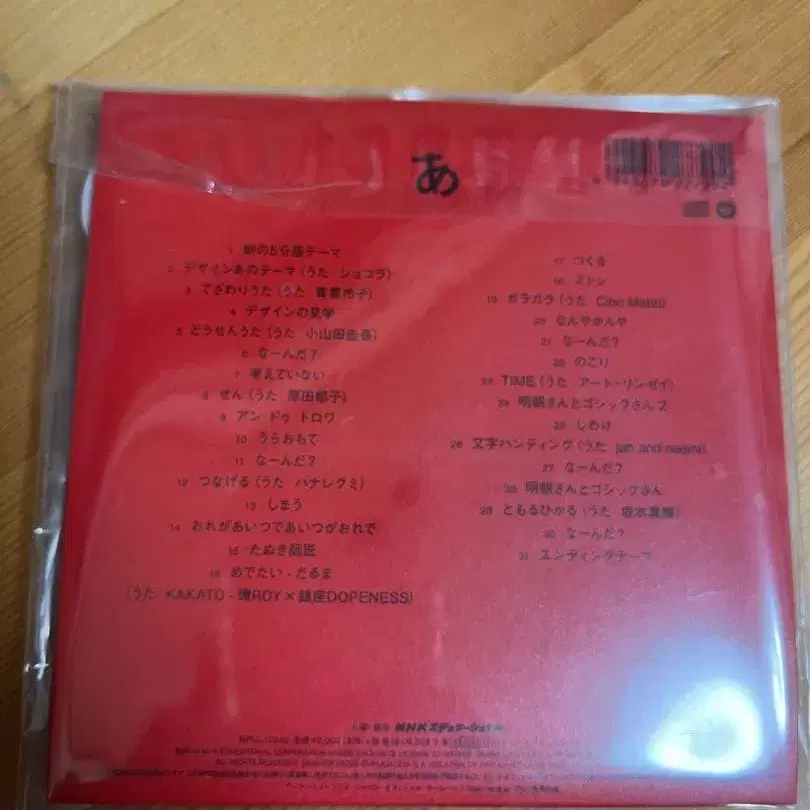 あ
1 朝の5分版テーマ
2 デザインあのテーマ(うた ショコラ)
3 てざわりうた(うた 青葉市子)
4 デザインの見学
5 どうせんうた(うた 小山田圭吾)
6 なーんだ?
7 考えていない
8 せん(うた 原田郁子)
9 アン ドゥ トロワ
10 うらおもて
11 なーんだ?
12 つなげる(うた ハナレグミ)
13 しまう
14 おれがあいつであいつがおれで
15 たぬき師匠
16 めでたい - だるま
(うた KAKATO - 環ROY×鎮座DOPENESS)
17 つくる
18 ミトン
19 ガラガラ(うた Cibo Matto)
20 なんやかんや
21 なーんだ?
22 のこり
23 TIME(うた アート・リンゼイ)
24 明朝さんとゴシックさん2
25 しわけ
26 文字ハンティング(うた jan and naomi)
27 なーんだ?
28 明朝さんとゴシックさん
29 ともるひかる(うた 坂本真綾)
30 なーんだ?
31 エンディングテーマ
NHKエデュケーショナル